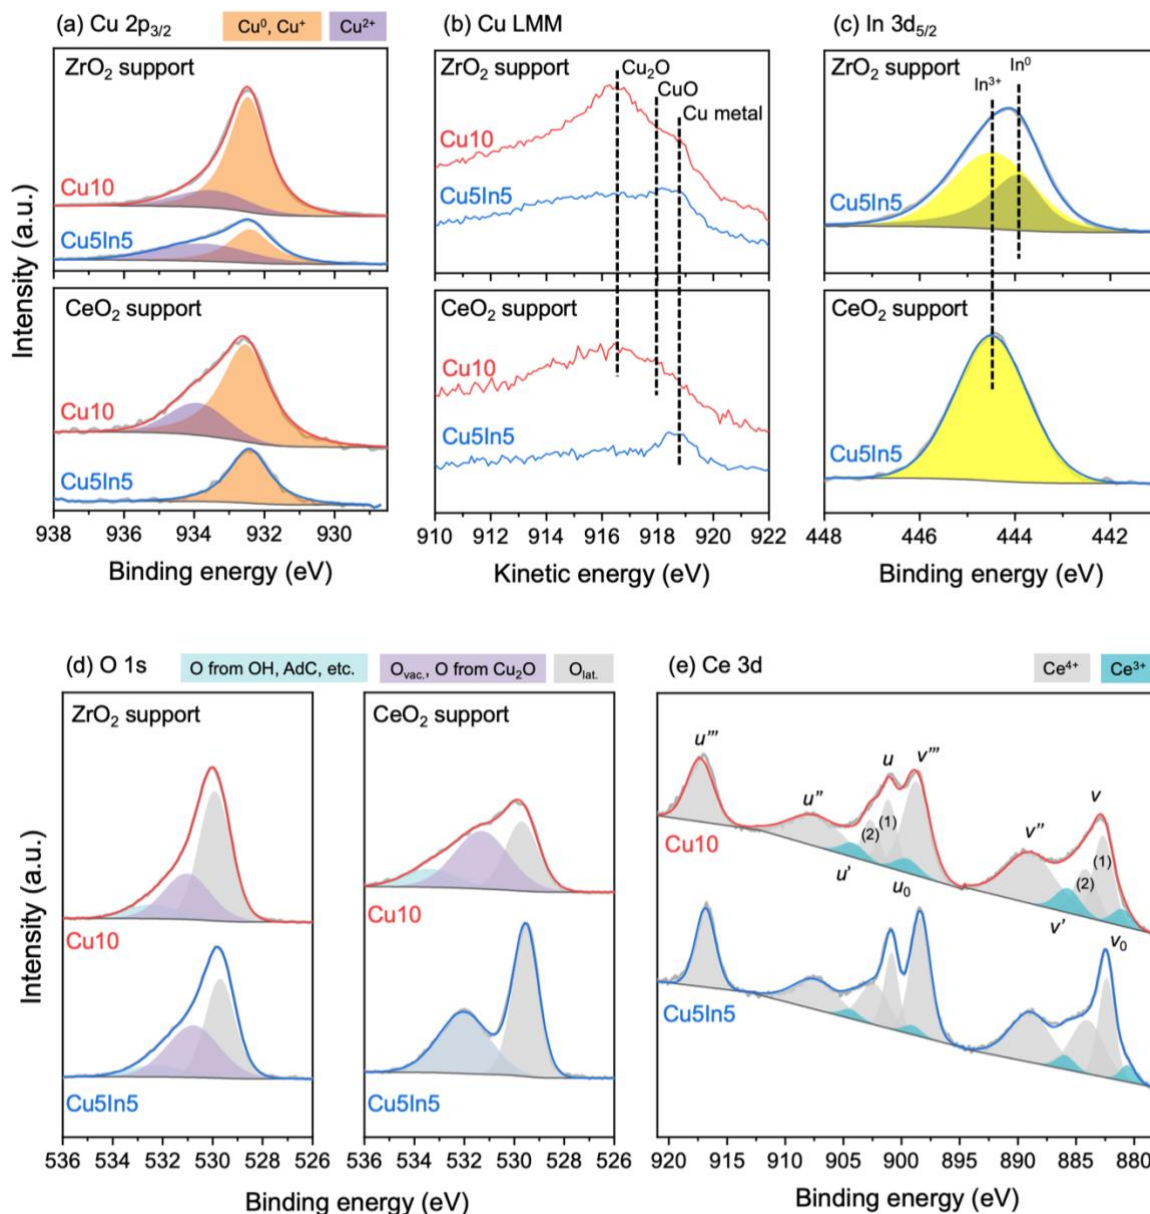 (a) Cu 2p3/2
Cu⁰, Cu⁺
Cu²⁺
ZrO₂ support
Cu10
Cu5In5
CeO₂ support
Cu10
Cu5In5
938 936 934 932 930
Binding energy (eV)
Intensity (a.u.)
(b) Cu LMM
ZrO₂ support
Cu₂O
CuO
Cu metal
Cu10
Cu5In5
CeO₂ support
Cu10
Cu5In5
910 912 914 916 918 920 922
Kinetic energy (eV)
(c) In 3d5/2
ZrO₂ support
In³⁺
In⁰
Cu5In5
CeO₂ support
Cu5In5
448 446 444 442
Binding energy (eV)
(d) O 1s
O from OH, AdC, etc.
Ovac., O from Cu₂O
Olat.
ZrO₂ support
Cu10
Cu5In5
536 534 532 530 528 526
CeO₂ support
Cu10
Cu5In5
536 534 532 530 528 526
Binding energy (eV)
Intensity (a.u.)
(e) Ce 3d
Ce⁴⁺
Ce³⁺
u'''
u''
u
v'''
(2)
(1)
u'
u₀
v''
v
(2)
(1)
v'
v₀
Cu10
Cu5In5
920 915 910 905 900 895 890 885 880
Binding energy (eV)